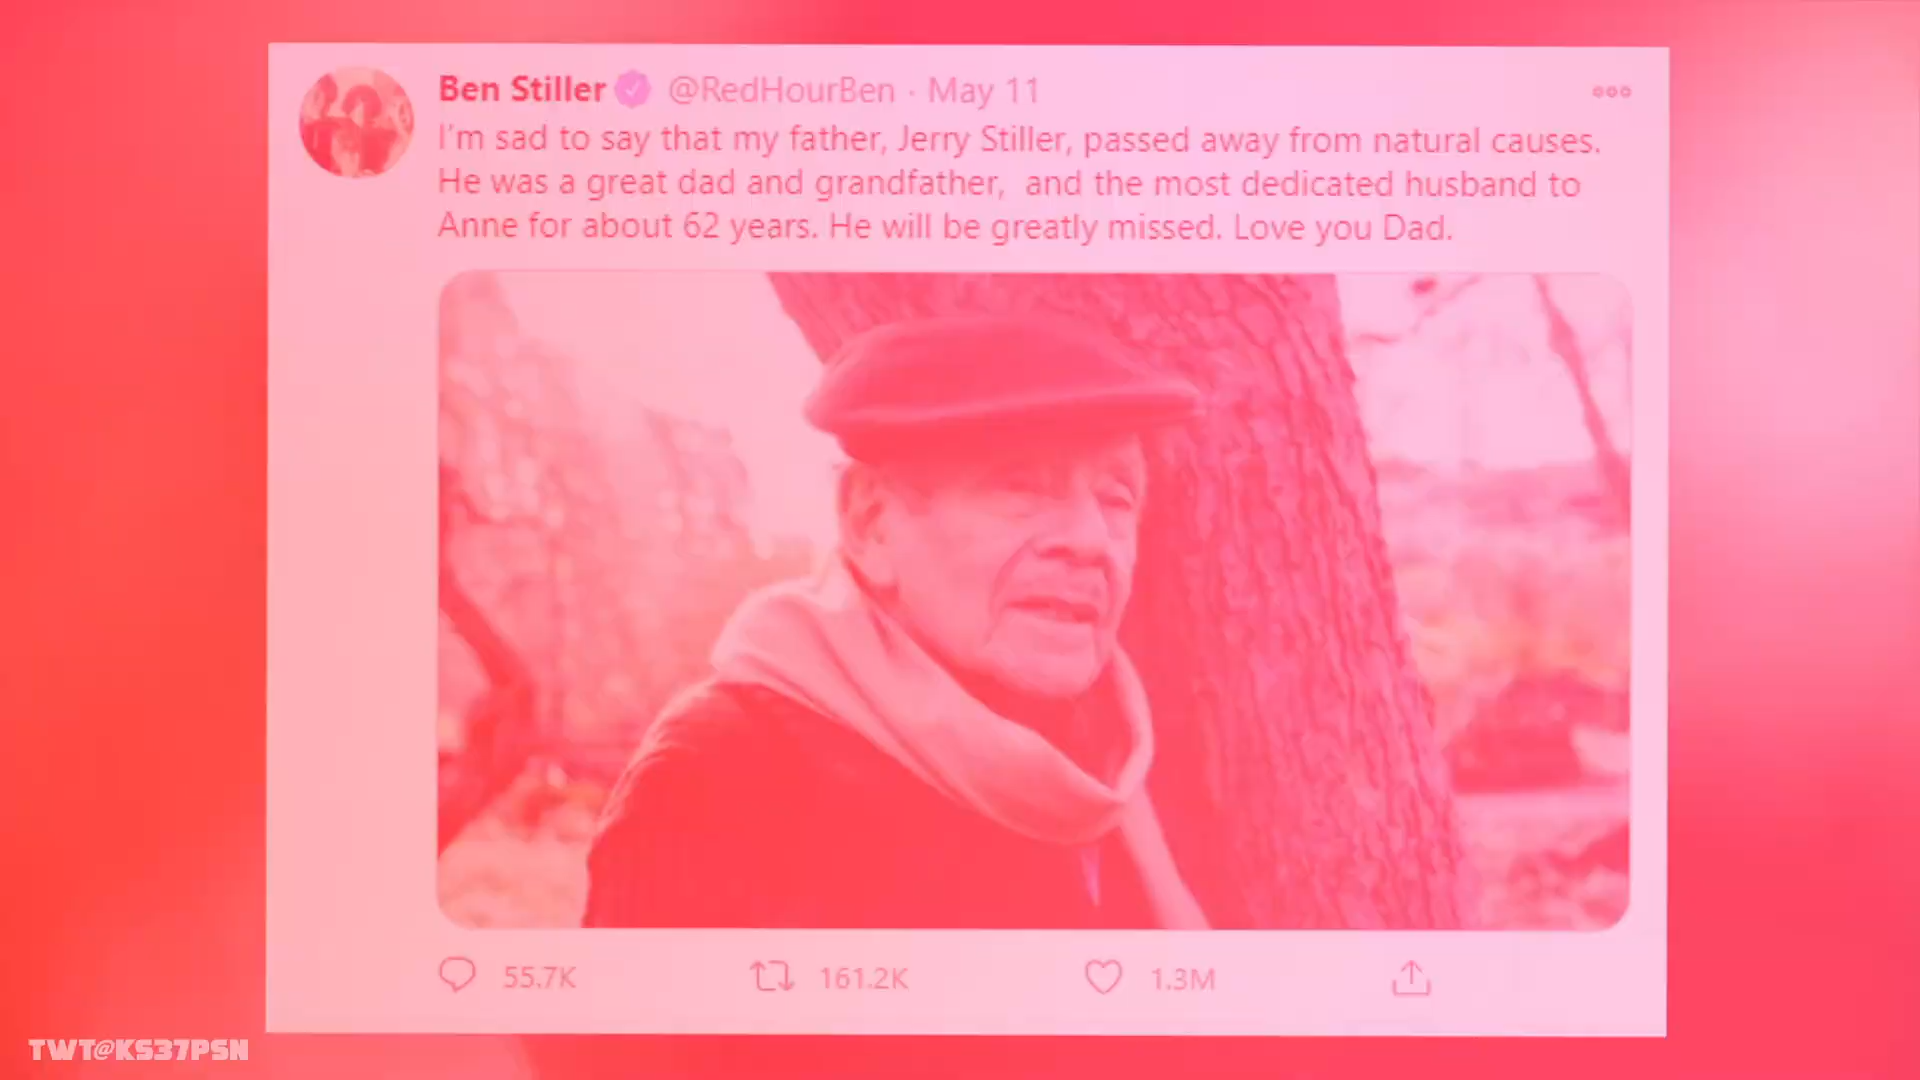 Ben Stiller @RedHourBen · May 11
I'm sad to say that my father, Jerry Stiller, passed away from natural causes.
He was a great dad and grandfather,  and the most dedicated husband to
Anne for about 62 years. He will be greatly missed. Love you Dad.
55.7K 161.2K 1.3M
TWT@KS37PSN